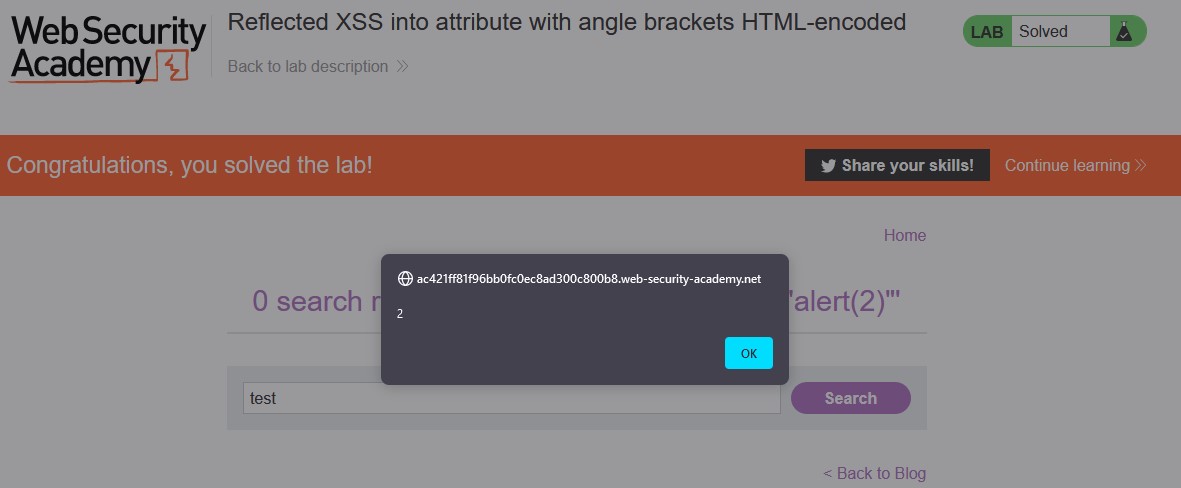 Web Security
Academy
Reflected XSS into attribute with angle brackets HTML-encoded
Back to lab description
LAB Solved
Congratulations, you solved the lab!
Share your skills!
Continue learning
Home
ac421ff81f96bb0fc0ec8ad300c800b8.web-security-academy.net
2
OK
0 search r "alert(2)"'
test
Search
< Back to Blog